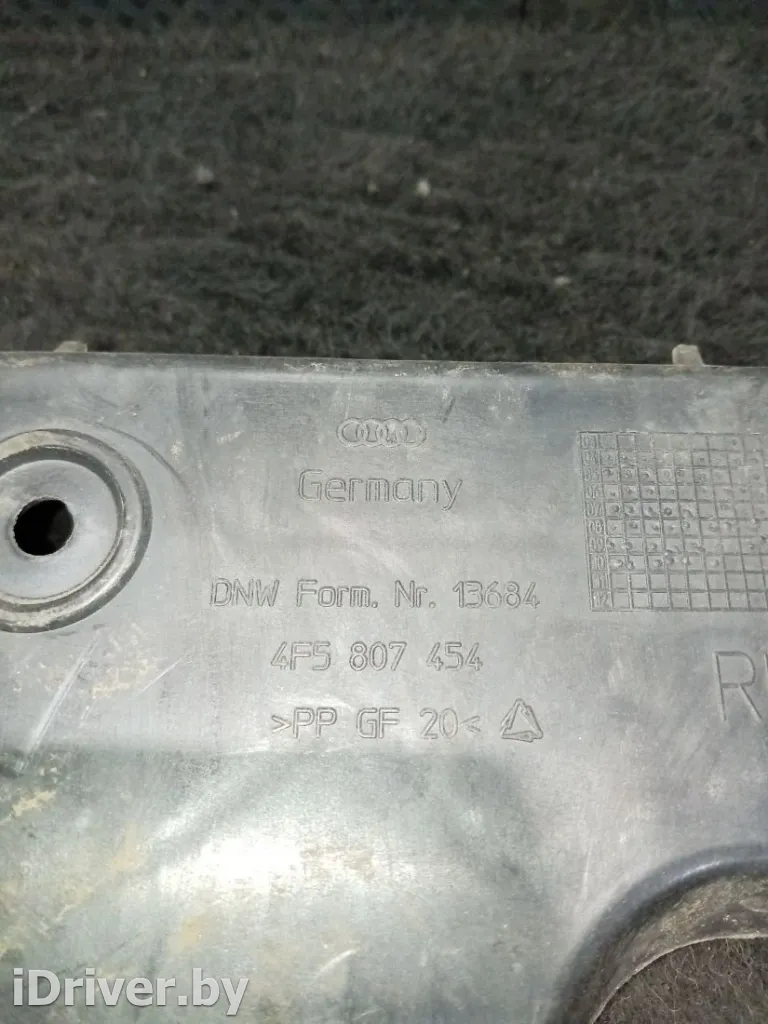 Germany
DNW Form. Nr. 13684
4F5 807 454
>PP GF 20<
iDriver.by